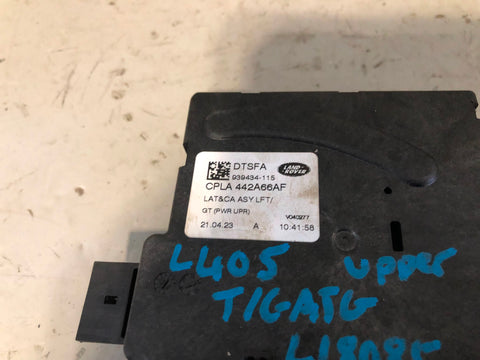 DTSFA
LAND-
ROVER
939434-115
CPLA 442A66AF
LAT&CA ASY LFT/
GT (PWR UPR)
V040277
21.04.23 A 10:41:58
L405 upper
T/GATG